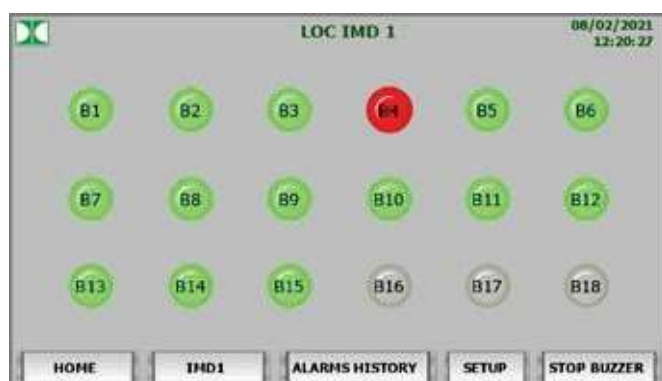 LOC IMD 1
08/02/2021
12:20:27
B1 B2 B3 B4 B5 B6
B7 B8 B9 B10 B11 B12
B13 B14 B15 B16 B17 B18
HOME IMD1 ALARMS HISTORY SETUP STOP BUZZER